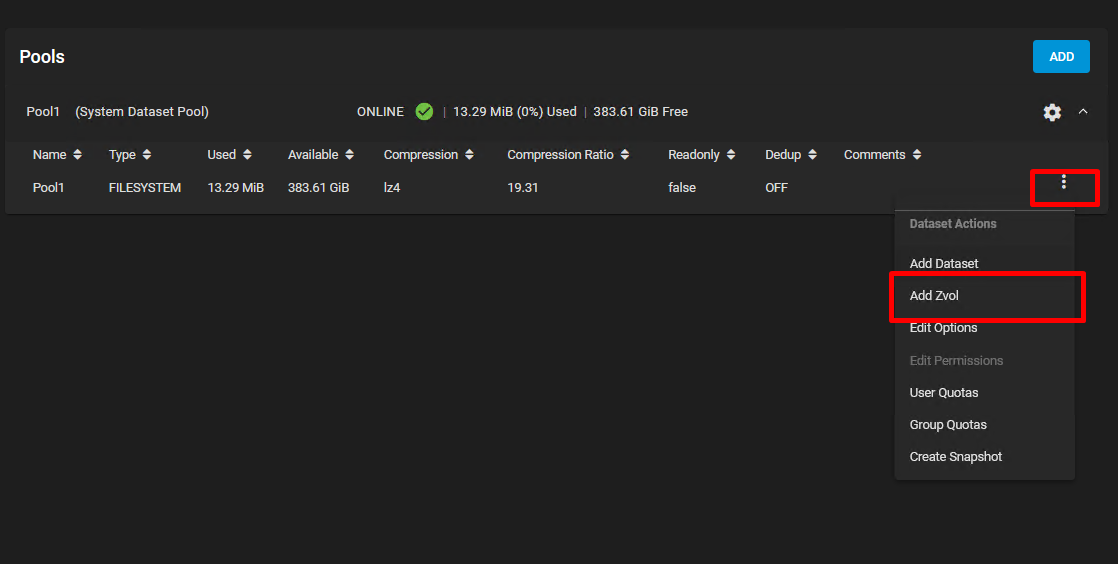 Pools
ADD
Pool1 (System Dataset Pool) ONLINE | 13.29 MiB (0%) Used | 383.61 GiB Free
Name Type Used Available Compression Compression Ratio Readonly Dedup Comments
Pool1 FILESYSTEM 13.29 MiB 383.61 GiB lz4 19.31 false OFF
Dataset Actions
Add Dataset
Add Zvol
Edit Options
Edit Permissions
User Quotas
Group Quotas
Create Snapshot